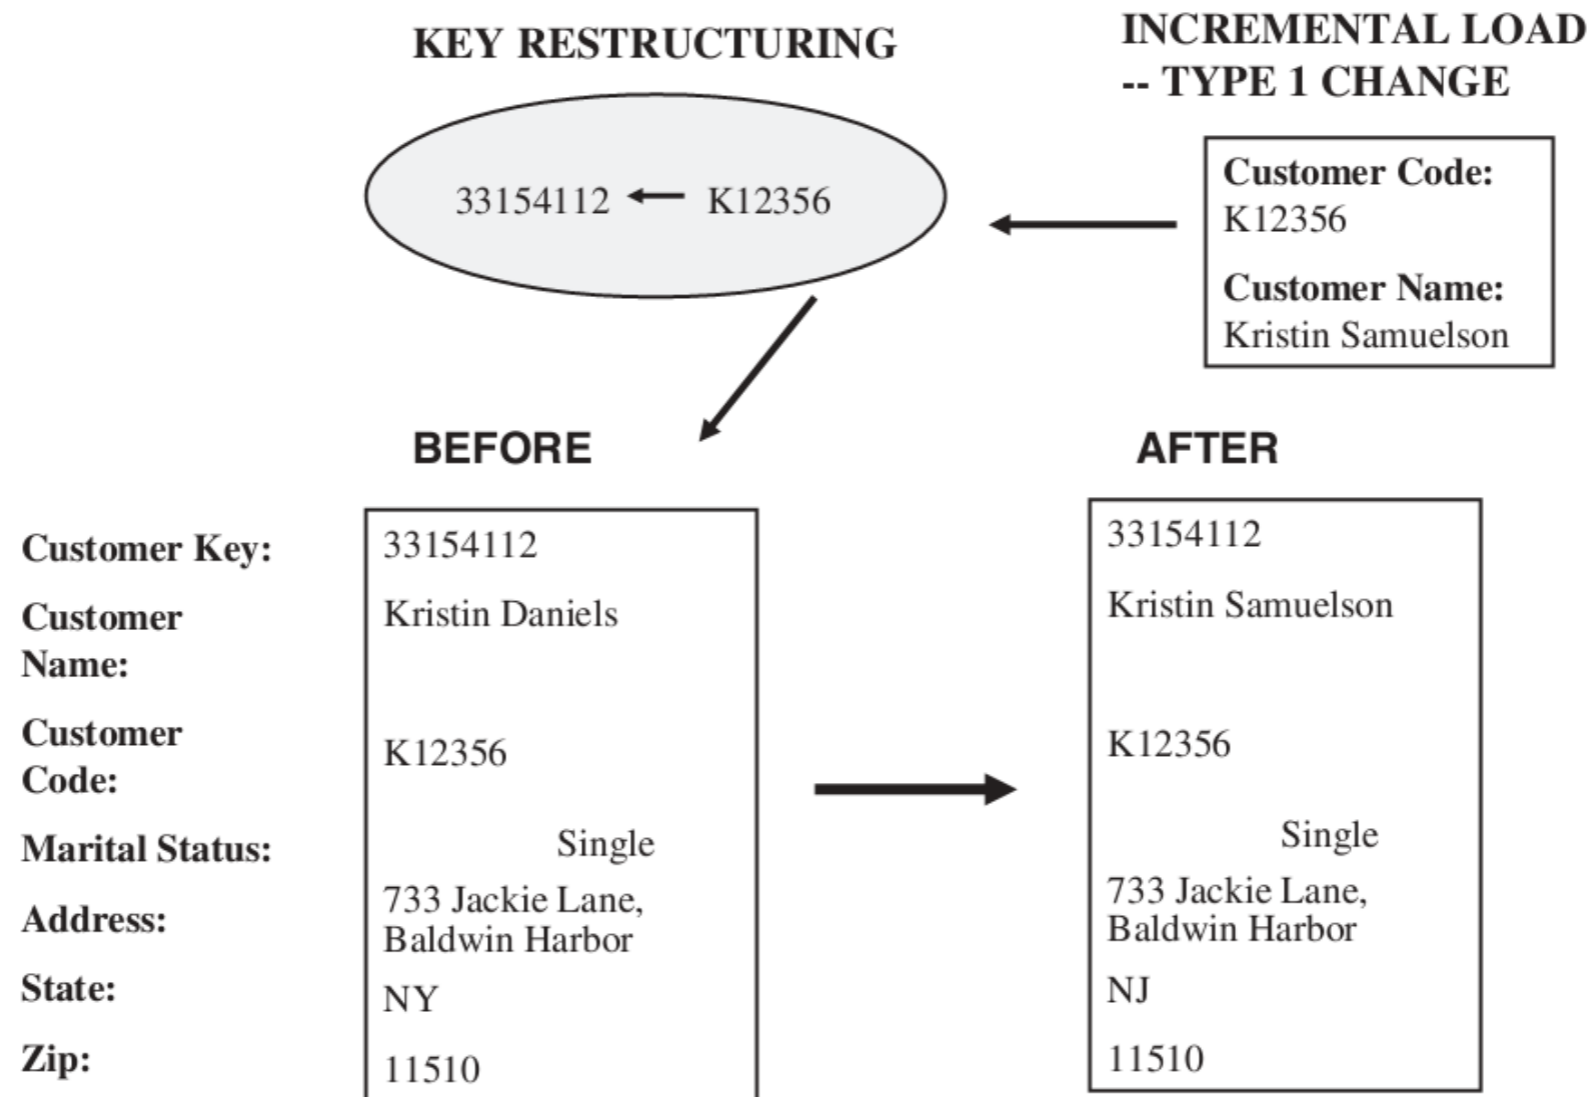 KEY RESTRUCTURING
INCREMENTAL LOAD
-- TYPE 1 CHANGE
33154112
K12356
Customer Code:
K12356
Customer Name:
Kristin Samuelson
BEFORE
AFTER
Customer Key:
33154112
33154112
Customer
Name:
Kristin Daniels
Kristin Samuelson
Customer
Code:
K12356
K12356
Marital Status:
Single
Single
Address:
733 Jackie Lane,
Baldwin Harbor
733 Jackie Lane,
Baldwin Harbor
State:
NY
NJ
Zip:
11510
11510